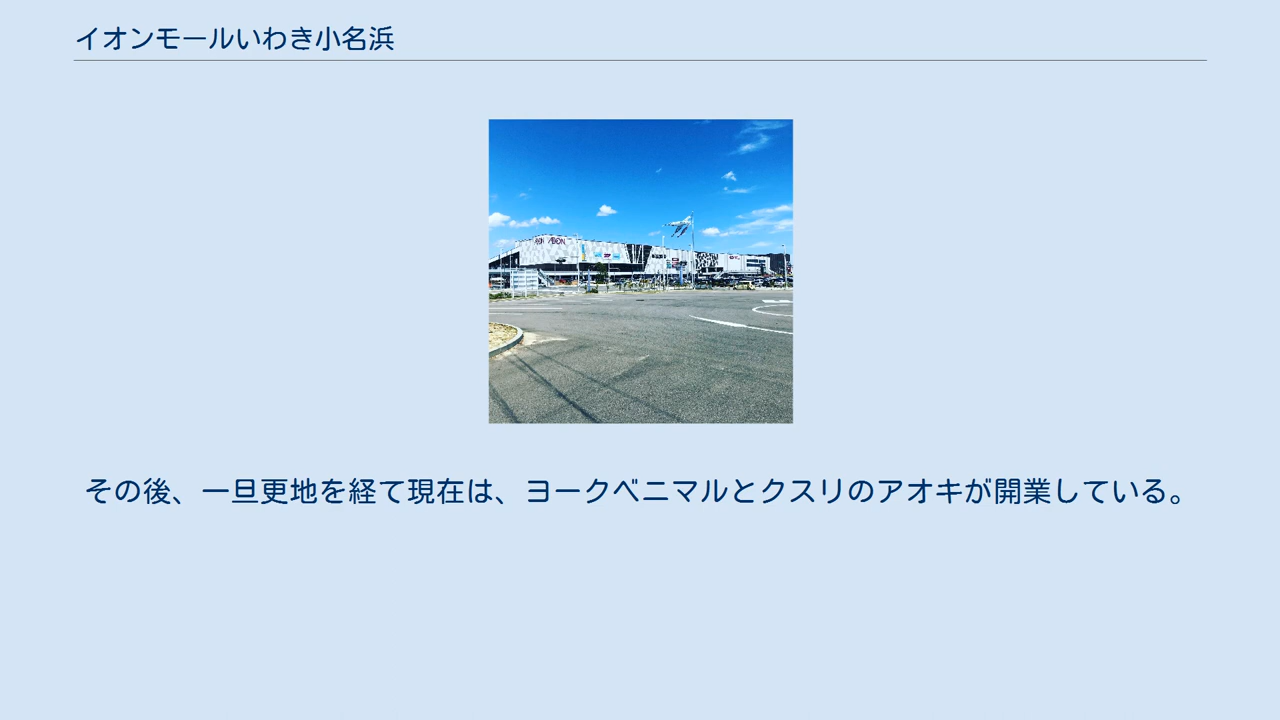 イオンモールいわき小名浜
その後、一旦更地を経て現在は、ヨークベニマルとクスリのアオキが開業している。